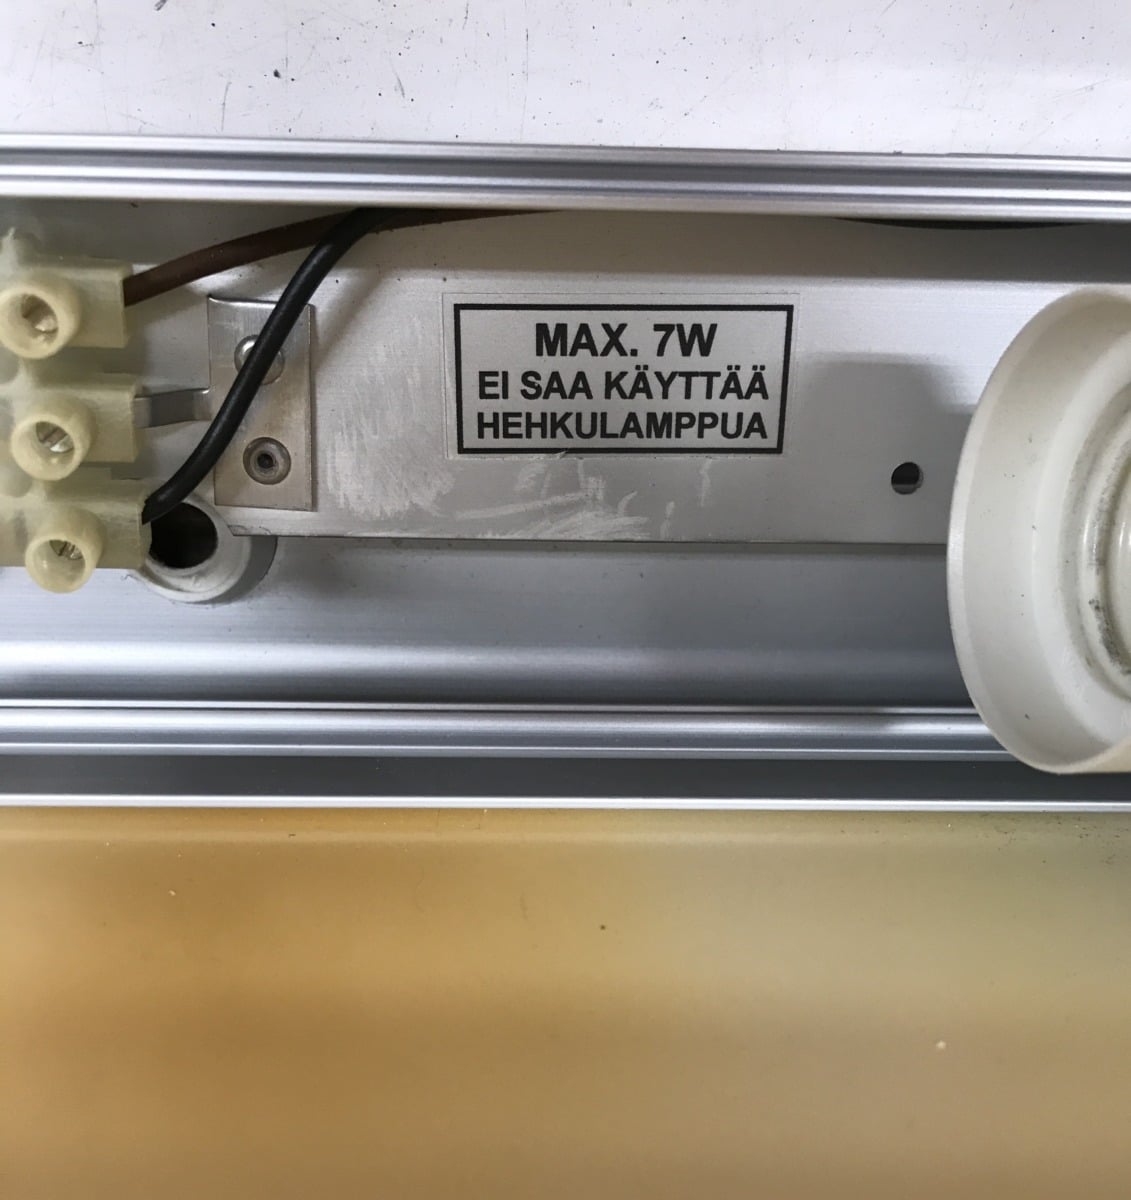 MAX. 7W
EI SAA KÄYTTÄÄ
HEHKULAMPPUA